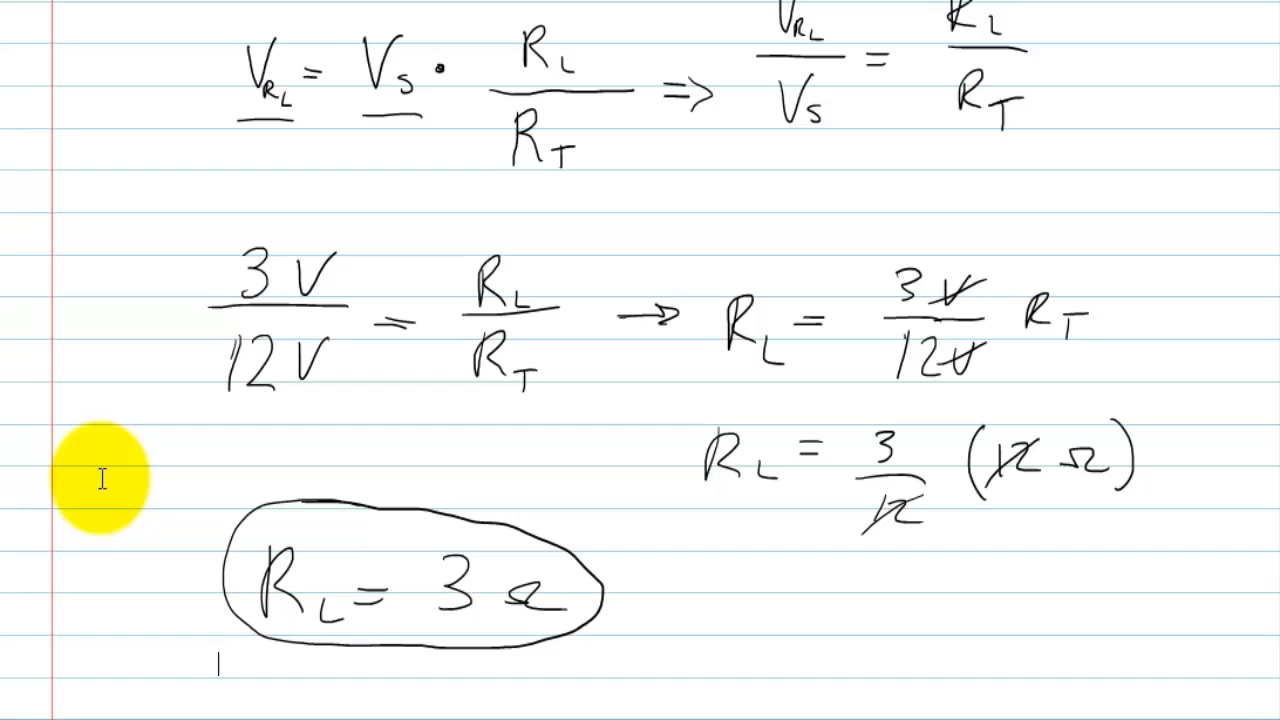 V_RL = V_S · R_L / R_T => V_RL / V_S = R_L / R_T
3 V / 12 V = R_L / R_T → R_L = 3 V / 12 V R_T
R_L = 3 / 12 (12 Ω)
R_L = 3 Ω